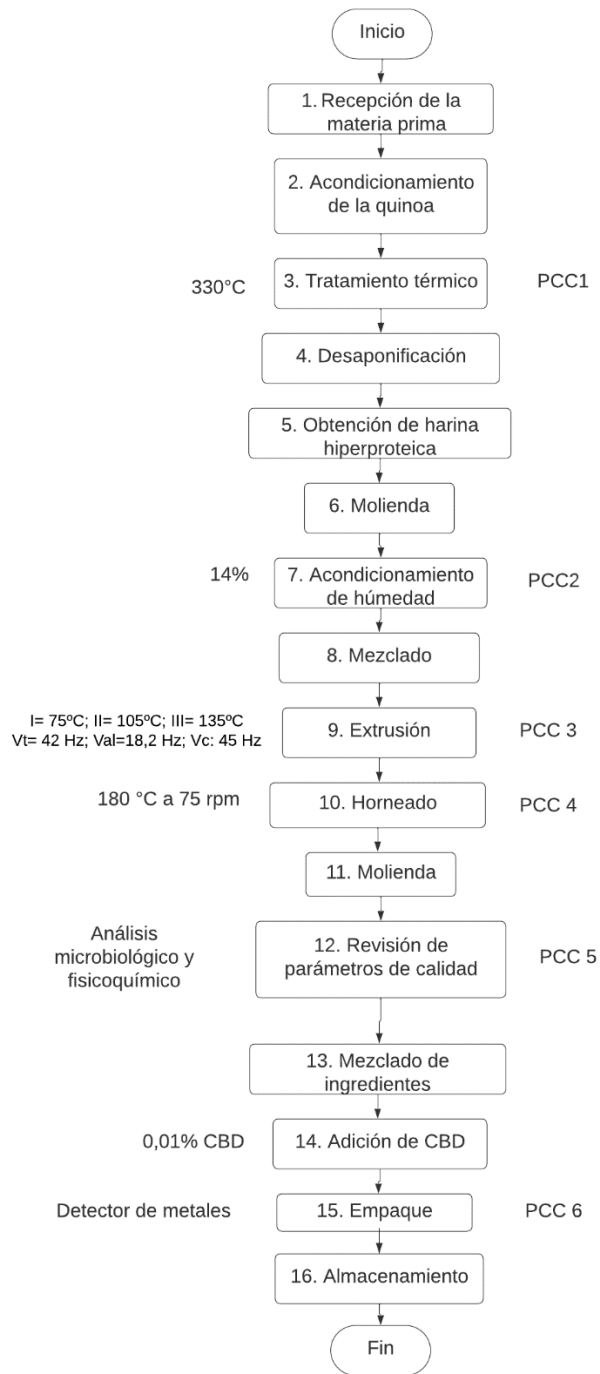 Inicio
1. Recepción de la
materia prima
2. Acondicionamiento
de la quinoa
330°C
3. Tratamiento térmico
PCC1
4. Desaponificación
5. Obtención de harina
hiperproteica
6. Molienda
14%
7. Acondicionamiento
de húmedad
PCC2
8. Mezclado
I= 75ºC; II= 105ºC; III= 135ºC
Vt= 42 Hz; Val=18,2 Hz; Vc: 45 Hz
9. Extrusión
PCC 3
180 °C a 75 rpm
10. Horneado
PCC 4
11. Molienda
Análisis
microbiológico y
fisicoquímico
12. Revisión de
parámetros de calidad
PCC 5
13. Mezclado de
ingredientes
0,01% CBD
14. Adición de CBD
Detector de metales
15. Empaque
PCC 6
16. Almacenamiento
Fin